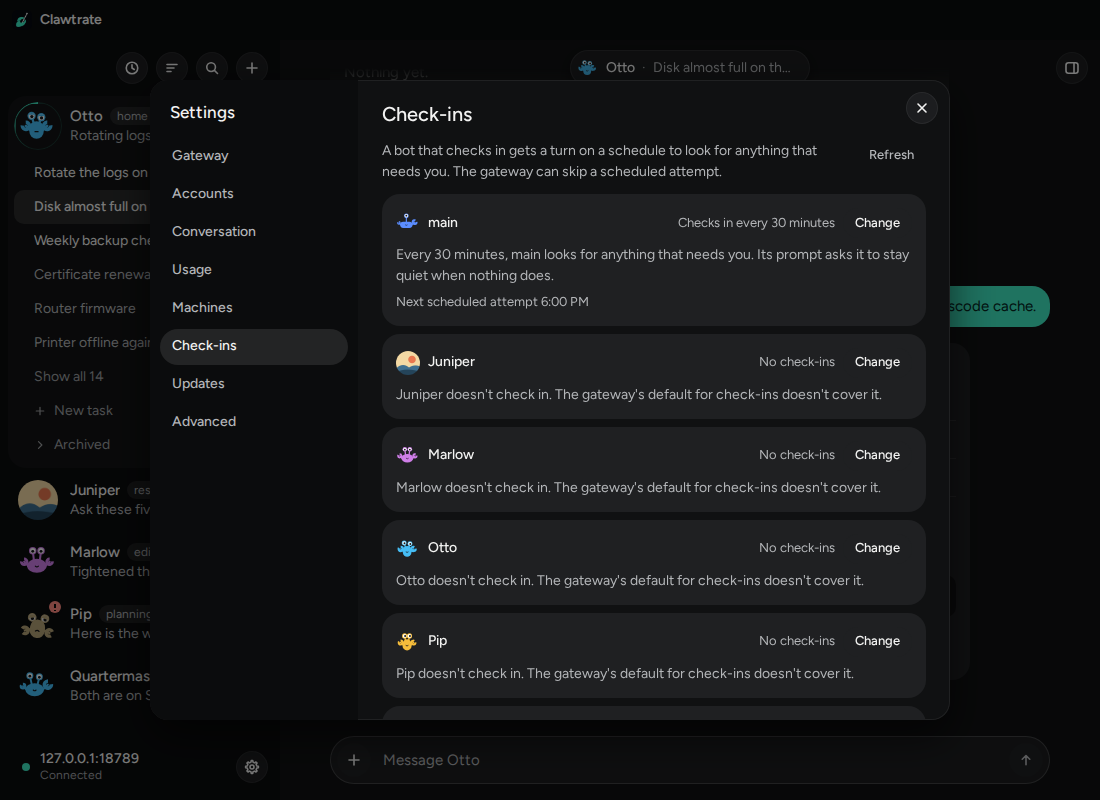 Clawtrate
Nothing yet.
Otto · Disk almost full on th...
Otto home
Rotating logs
Rotate the logs on
Disk almost full on
Weekly backup che
Certificate renewa
Router firmware
Printer offline again
Show all 14
New task
Archived
Juniper res
Ask these fiv
Marlow edi
Tightened th
Pip planning
Here is the w
Quartermas
Both are on S
127.0.0.1:18789
Connected
Settings
Gateway
Accounts
Conversation
Usage
Machines
Check-ins
Updates
Advanced
Check-ins
A bot that checks in gets a turn on a schedule to look for anything that
needs you. The gateway can skip a scheduled attempt.
Refresh
main Checks in every 30 minutes Change
Every 30 minutes, main looks for anything that needs you. Its prompt asks it to stay
quiet when nothing does.
Next scheduled attempt 6:00 PM
Juniper No check-ins Change
Juniper doesn't check in. The gateway's default for check-ins doesn't cover it.
Marlow No check-ins Change
Marlow doesn't check in. The gateway's default for check-ins doesn't cover it.
Otto No check-ins Change
Otto doesn't check in. The gateway's default for check-ins doesn't cover it.
Pip No check-ins Change
Pip doesn't check in. The gateway's default for check-ins doesn't cover it.
scode cache.
Message Otto